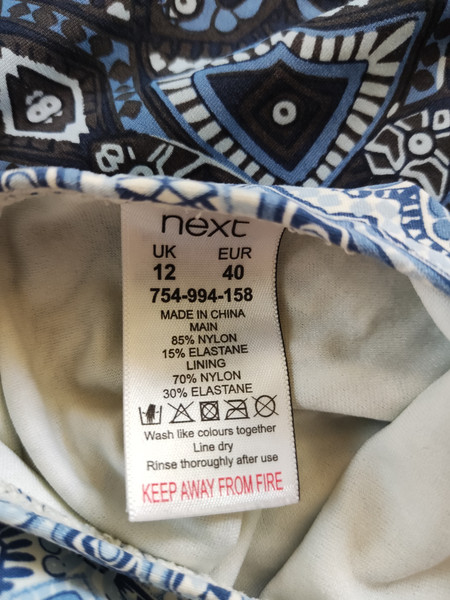 next
UK EUR
12 40
754-994-158
MADE IN CHINA
MAIN
85% NYLON
15% ELASTANE
LINING
70% NYLON
30% ELASTANE
Wash like colours together
Line dry
Rinse thoroughly after use
KEEP AWAY FROM FIRE